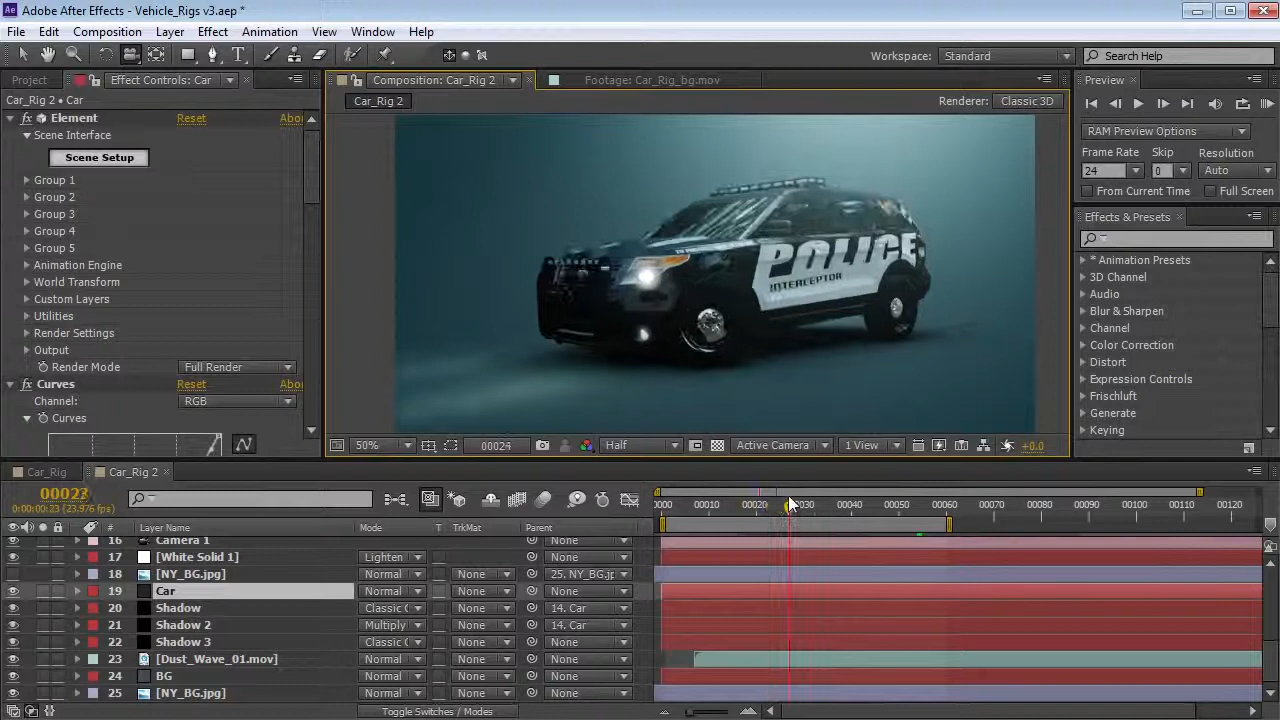 Adobe After Effects - Vehicle_Rigs v3.aep *
File Edit Composition Layer Effect Animation View Window Help
Workspace: Standard Search Help
Project Effect Controls: Car Composition: Car_Rig 2 Footage: Car_Rig_bg.mov Preview
Car_Rig 2 • Car
Car_Rig 2 Renderer: Classic 3D
fx Element Reset Abo
Scene Interface
Scene Setup
Group 1
Group 2
Group 3
Group 4
Group 5
Animation Engine
World Transform
Custom Layers
Utilities
Render Settings
Output
Render Mode Full Render
fx Curves Reset Abo
Channel: RGB
Curves
POLICE
INTERCEPTOR
50% 00026 Half Active Camera 1 View +0.0
RAM Preview Options
Frame Rate Skip Resolution
24 0 Auto
From Current Time Full Screen
Effects & Presets
* Animation Presets
3D Channel
Audio
Blur & Sharpen
Channel
Color Correction
Distort
Expression Controls
Frischluft
Generate
Keying
Car_Rig Car_Rig 2
00023
0:00:00:23 (23.976 fps)
0000 00010 00020 00030 00040 00050 00060 00070 00080 00090 00100 00110 00120
# Layer Name Mode T TrkMat Parent
16 Camera 1 None
17 [White Solid 1] Lighten None
18 [NY_BG.jpg] Normal None 25. NY_BG.jp
19 Car Normal None None
20 Shadow Classic C None 14. Car
21 Shadow 2 Multiply None 14. Car
22 Shadow 3 Classic C None None
23 [Dust_Wave_01.mov] Normal None None
24 BG Normal None None
25 [NY_BG.jpg] Normal None None
Toggle Switches / Modes